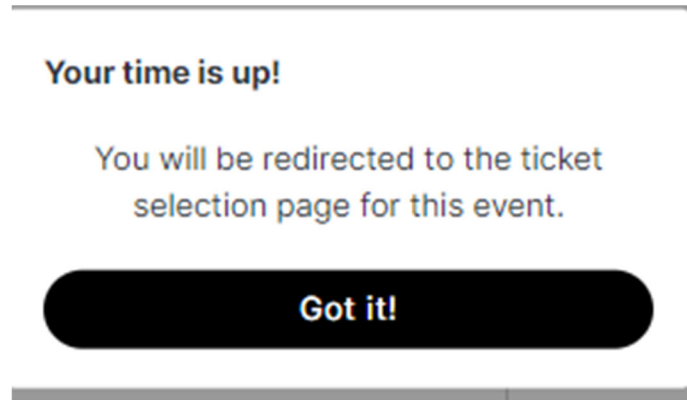 Your time is up!
You will be redirected to the ticket
selection page for this event.
Got it!